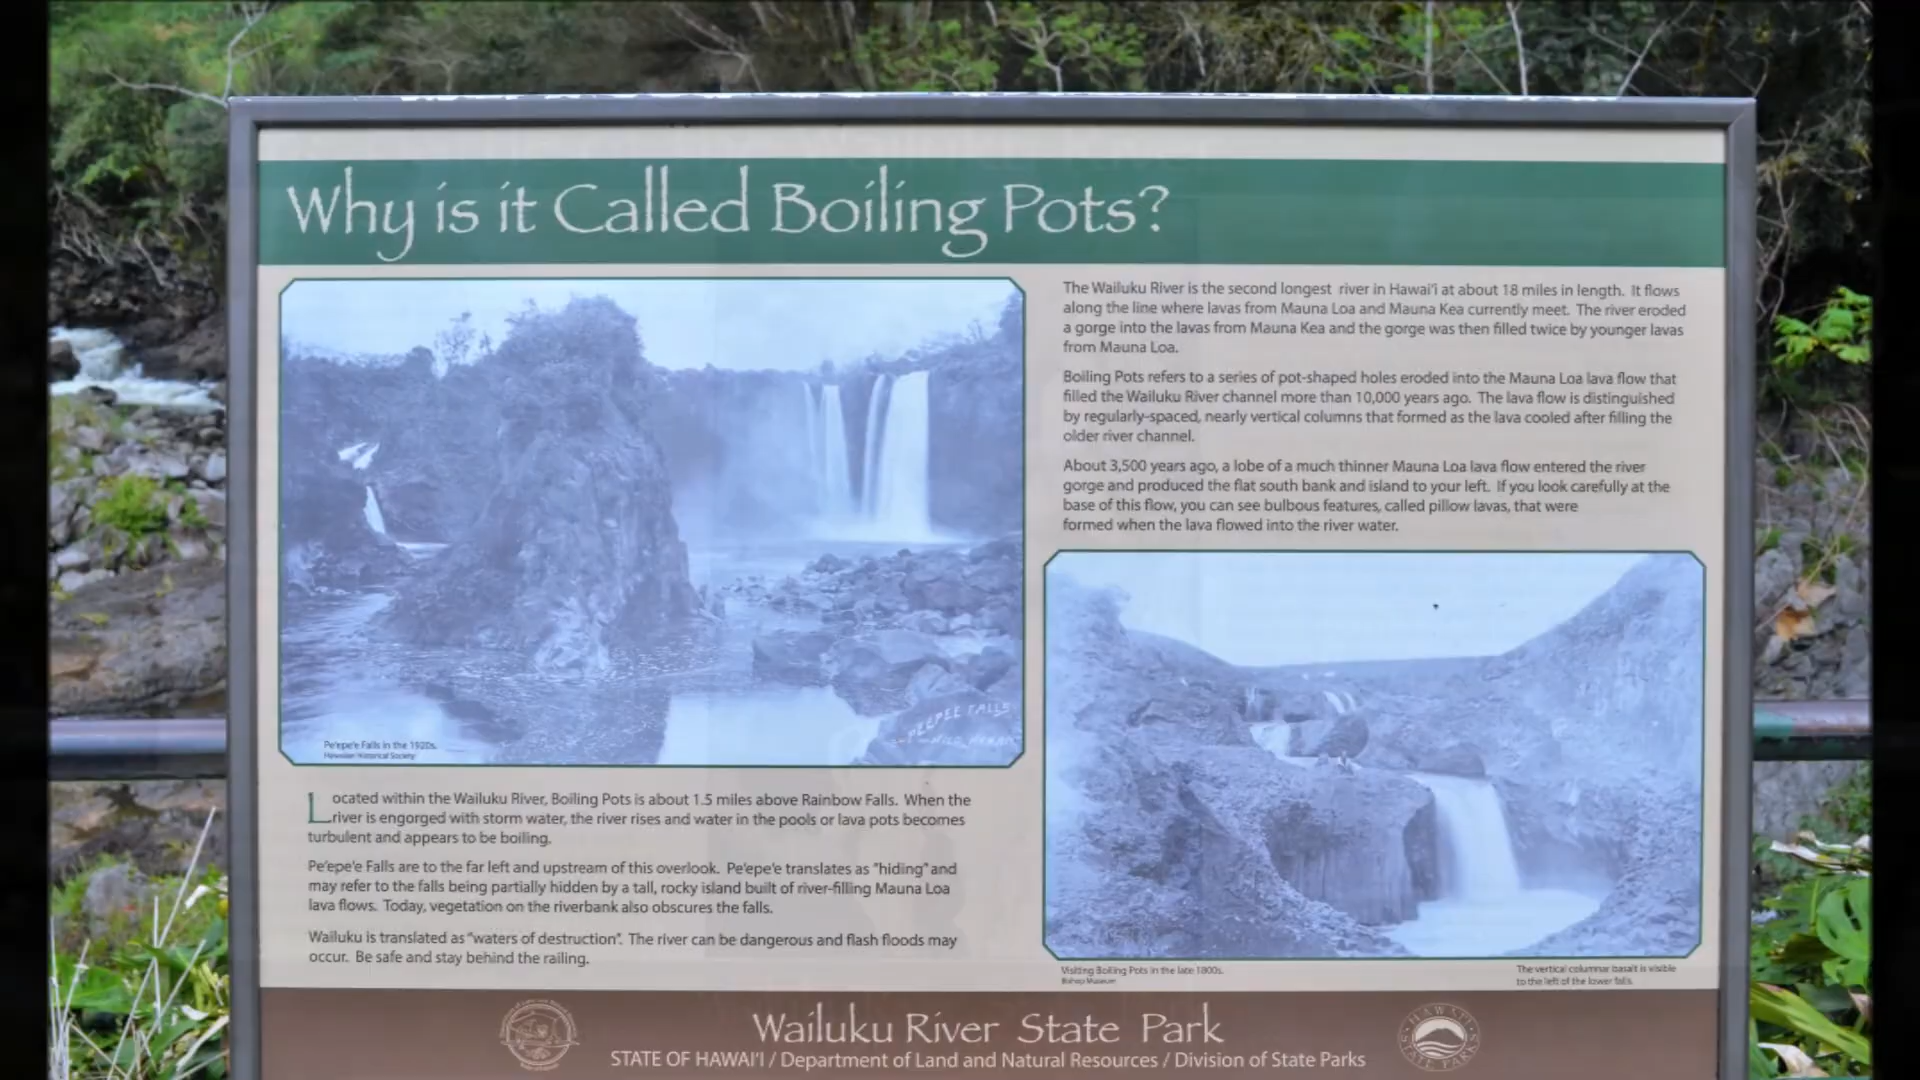 Why is it Called Boiling Pots?
PEEPEE FALLS
Pe'epe'e Falls in the 1920s.
Hawaiian Historical Society
Located within the Wailuku River, Boiling Pots is about 1.5 miles above Rainbow Falls. When the
river is engorged with storm water, the river rises and water in the pools or lava pots becomes
turbulent and appears to be boiling.
Pe'epe'e Falls are to the far left and upstream of this overlook. Pe'epe'e translates as "hiding" and
may refer to the falls being partially hidden by a tall, rocky island built of river-filling Mauna Loa
lava flows. Today, vegetation on the riverbank also obscures the falls.
Wailuku is translated as "waters of destruction". The river can be dangerous and flash floods may
occur. Be safe and stay behind the railing.
The Wailuku River is the second longest river in Hawai'i at about 18 miles in length. It flows
along the line where lavas from Mauna Loa and Mauna Kea currently meet. The river eroded
a gorge into the lavas from Mauna Kea and the gorge was then filled twice by younger lavas
from Mauna Loa.
Boiling Pots refers to a series of pot-shaped holes eroded into the Mauna Loa lava flow that
filled the Wailuku River channel more than 10,000 years ago. The lava flow is distinguished
by regularly-spaced, nearly vertical columns that formed as the lava cooled after filling the
older river channel.
About 3,500 years ago, a lobe of a much thinner Mauna Loa lava flow entered the river
gorge and produced the flat south bank and island to your left. If you look carefully at the
base of this flow, you can see bulbous features, called pillow lavas, that were
formed when the lava flowed into the river water.
Visiting Boiling Pots in the late 1800s.
Bishop Museum
The vertical columnar basalt is visible
to the left of the lower falls.
Wailuku River State Park
STATE OF HAWAI'I / Department of Land and Natural Resources / Division of State Parks
HAWAI'I
STATE PARKS